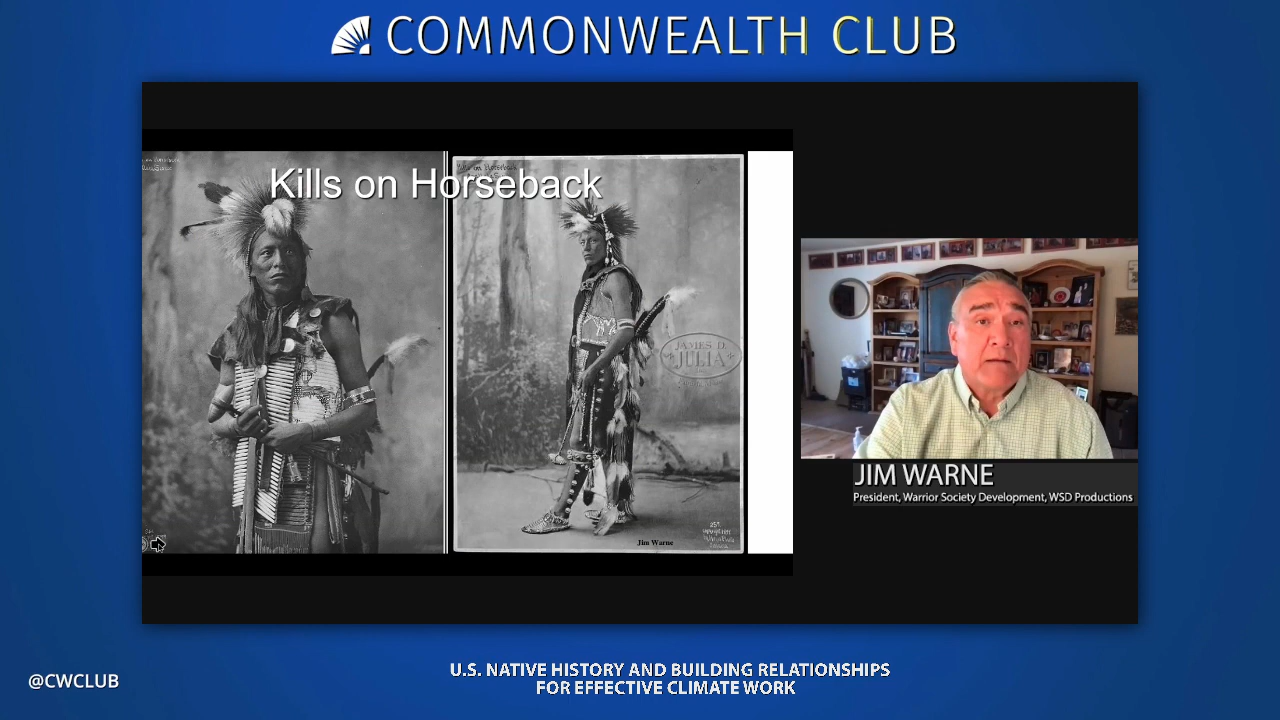 COMMONWEALTH CLUB
Kills on Horseback
JAMES D.
JULIA
Jim Warne
JIM WARNE
President, Warrior Society Development, WSD Productions
@CWCLUB
U.S. NATIVE HISTORY AND BUILDING RELATIONSHIPS
FOR EFFECTIVE CLIMATE WORK